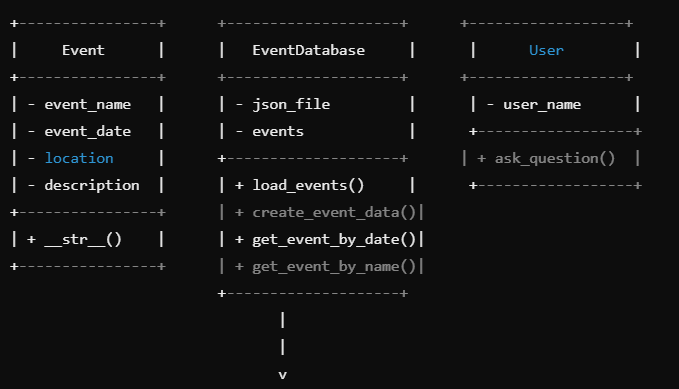 +----------------+      +--------------------+      +------------------+
|     Event      |      |   EventDatabase     |      |      User        |
+----------------+      +--------------------+      +------------------+
| - event_name   |      | - json_file         |      | - user_name      |
| - event_date   |      | - events            |      +------------------+
| - location     |      +--------------------+      | + ask_question()  |
| - description  |      | + load_events()     |      +------------------+
+----------------+      | + create_event_data()|
| + __str__()    |      | + get_event_by_date()|
+----------------+      | + get_event_by_name()|
+--------------------+
|
|
v